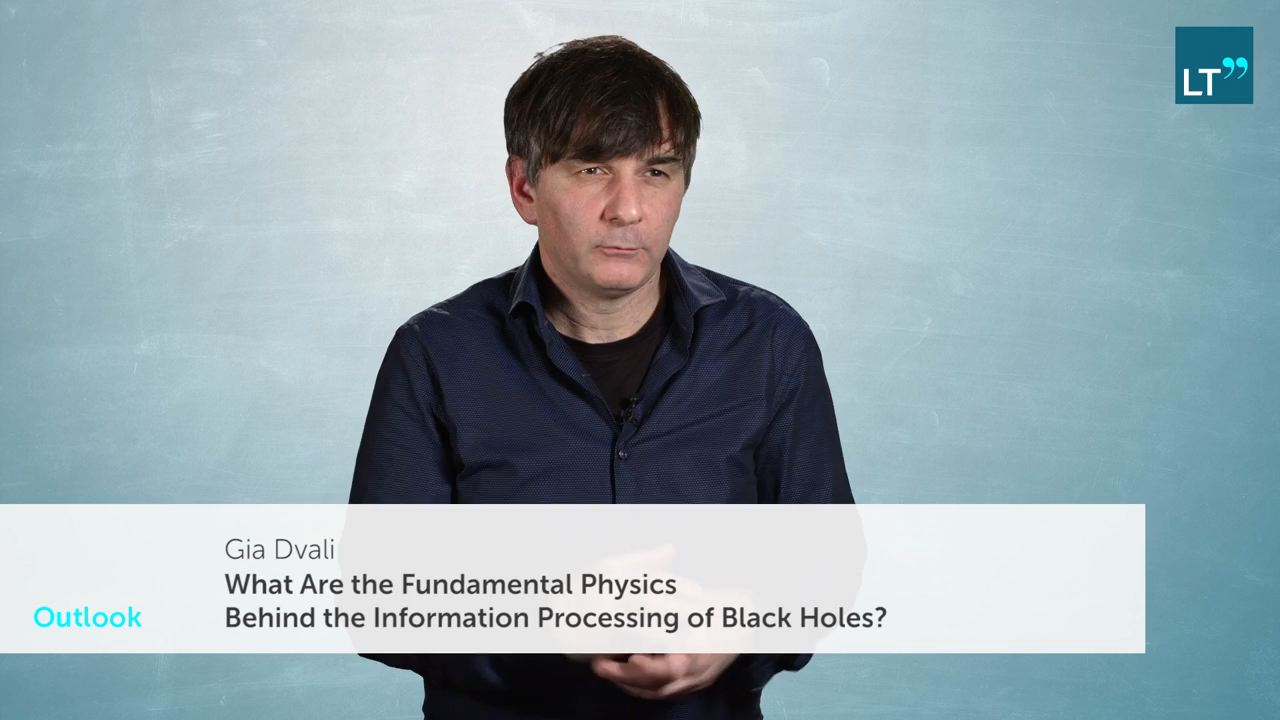 LT”
Gia Dvali
What Are the Fundamental Physics
Behind the Information Processing of Black Holes?
Outlook